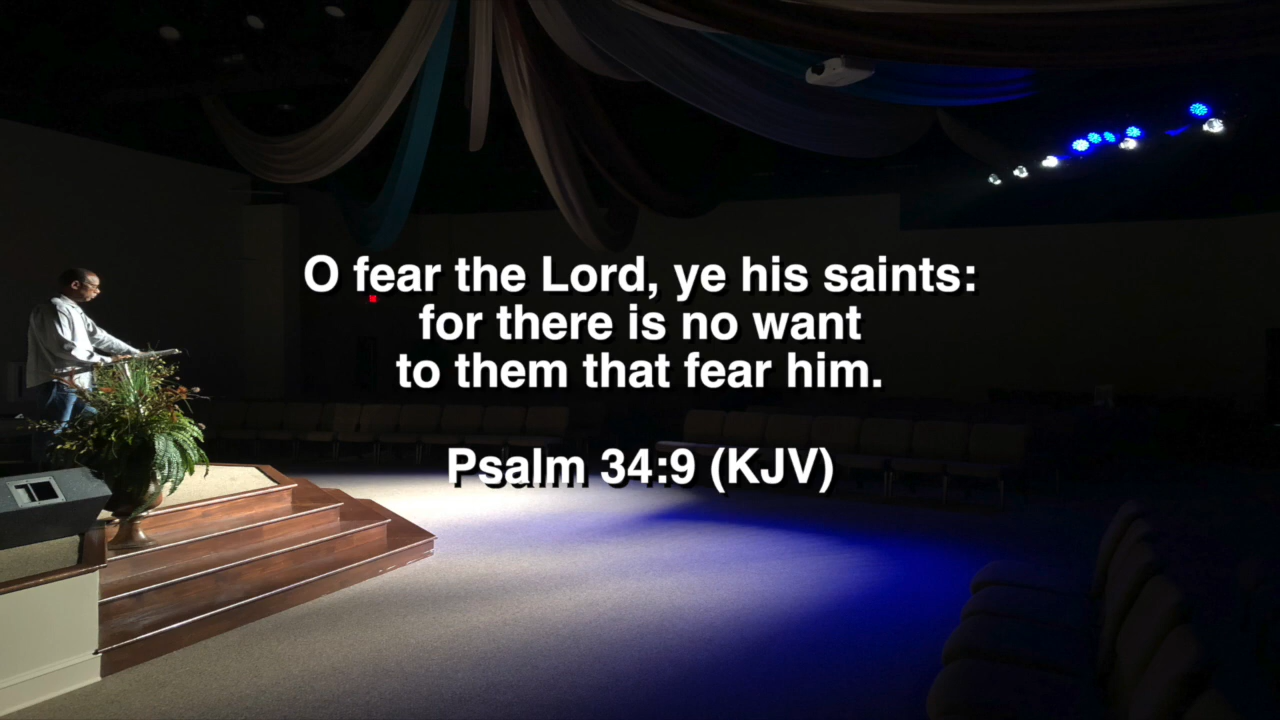 O fear the Lord, ye his saints:
for there is no want
to them that fear him.
Psalm 34:9 (KJV)